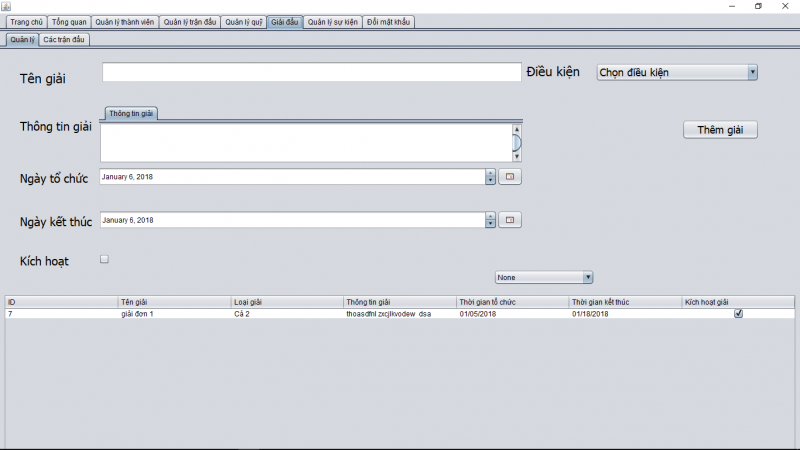 Trang chủ Tổng quan Quản lý thành viên Quản lý trận đấu Quản lý quỹ Giải đấu Quản lý sự kiện Đổi mật khẩu
Quản lý Các trận đấu
Tên giải Điều kiện Chọn điều kiện
Thông tin giải
Thông tin giải Thêm giải
Ngày tổ chức January 6, 2018
Ngày kết thúc January 6, 2018
Kích hoạt
None
ID Tên giải Loại giải Thông tin giải Thời gian tổ chức Thời gian kết thúc Kích hoạt giải
7 giải đơn 1 Cả 2 thoasdfnl zxcjlkvodew dsa 01/05/2018 01/18/2018